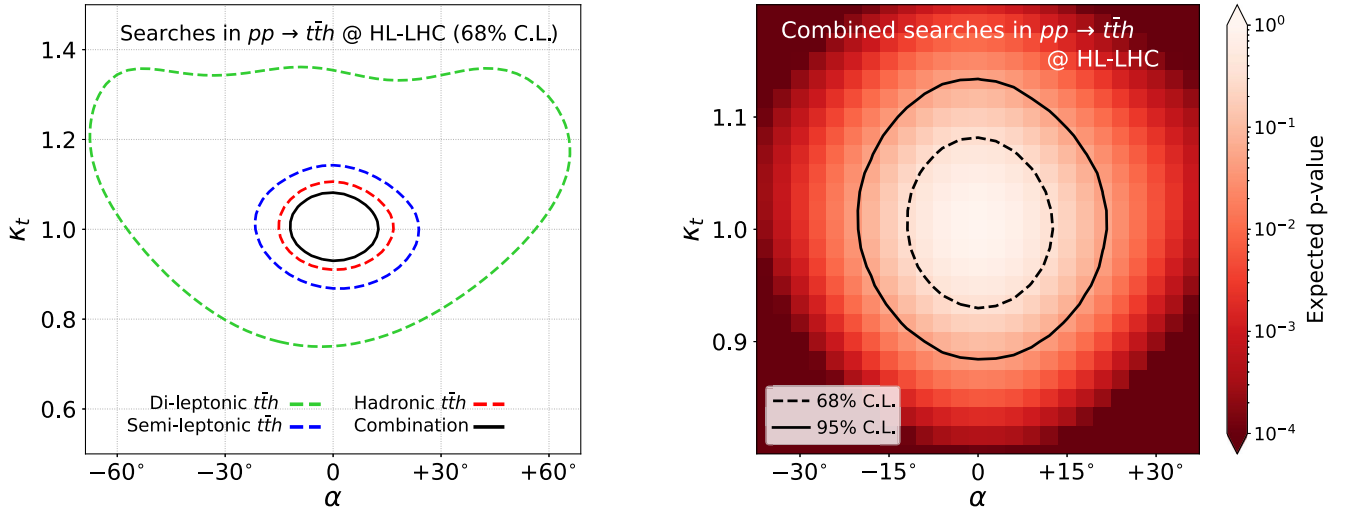 Searches in pp → tt̄h @ HL-LHC (68% C.L.)
1.4
1.2
1.0
0.8
0.6
κt
Di-leptonic tt̄h
Semi-leptonic tt̄h
Hadronic tt̄h
Combination
−60° −30° 0 +30° +60°
α
Combined searches in pp → tt̄h
@ HL-LHC
1.1
1.0
0.9
κt
68% C.L.
95% C.L.
−30° −15° 0 +15° +30°
α
10⁰
10⁻¹
10⁻²
10⁻³
10⁻⁴
Expected p-value